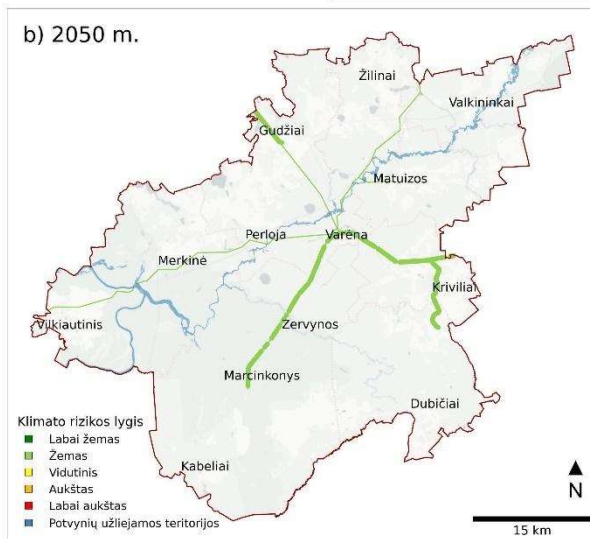 b) 2050 m.
Žilinai
Valkininkai
Gudžiai
Matuizos
Perloja
Varėna
Merkinė
Kriviliai
Vilkiautinis
Zervynos
Marcinkonys
Dubičiai
Kabeliai
Klimato rizikos lygis
Labai žemas
Žemas
Vidutinis
Aukštas
Labai aukštas
Potvynių užliejamos teritorijos
N
15 km